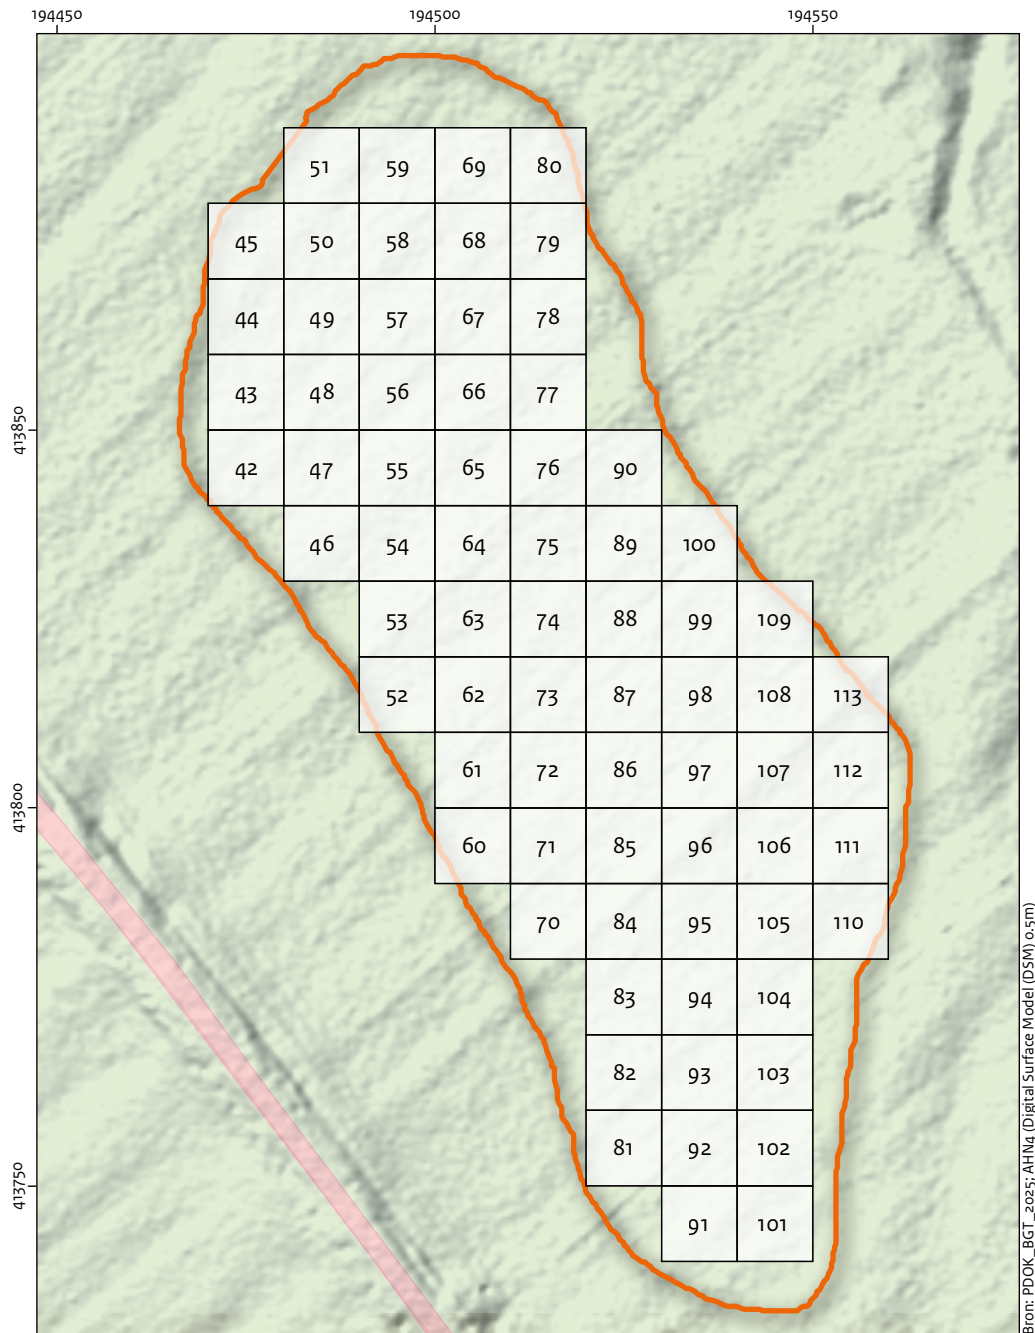 194450 194500 194550
51 59 69 80
45 50 58 68 79
44 49 57 67 78
43 48 56 66 77
413850
42 47 55 65 76 90
46 54 64 75 89 100
53 63 74 88 99 109
52 62 73 87 98 108 113
61 72 86 97 107 112
413800
60 71 85 96 106 111
70 84 95 105 110
83 94 104
82 93 103
81 92 102
413750
91 101
Bron: PDOK_BGT_2025; AHN4 (Digital Surface Model (DSM) 0.5m)